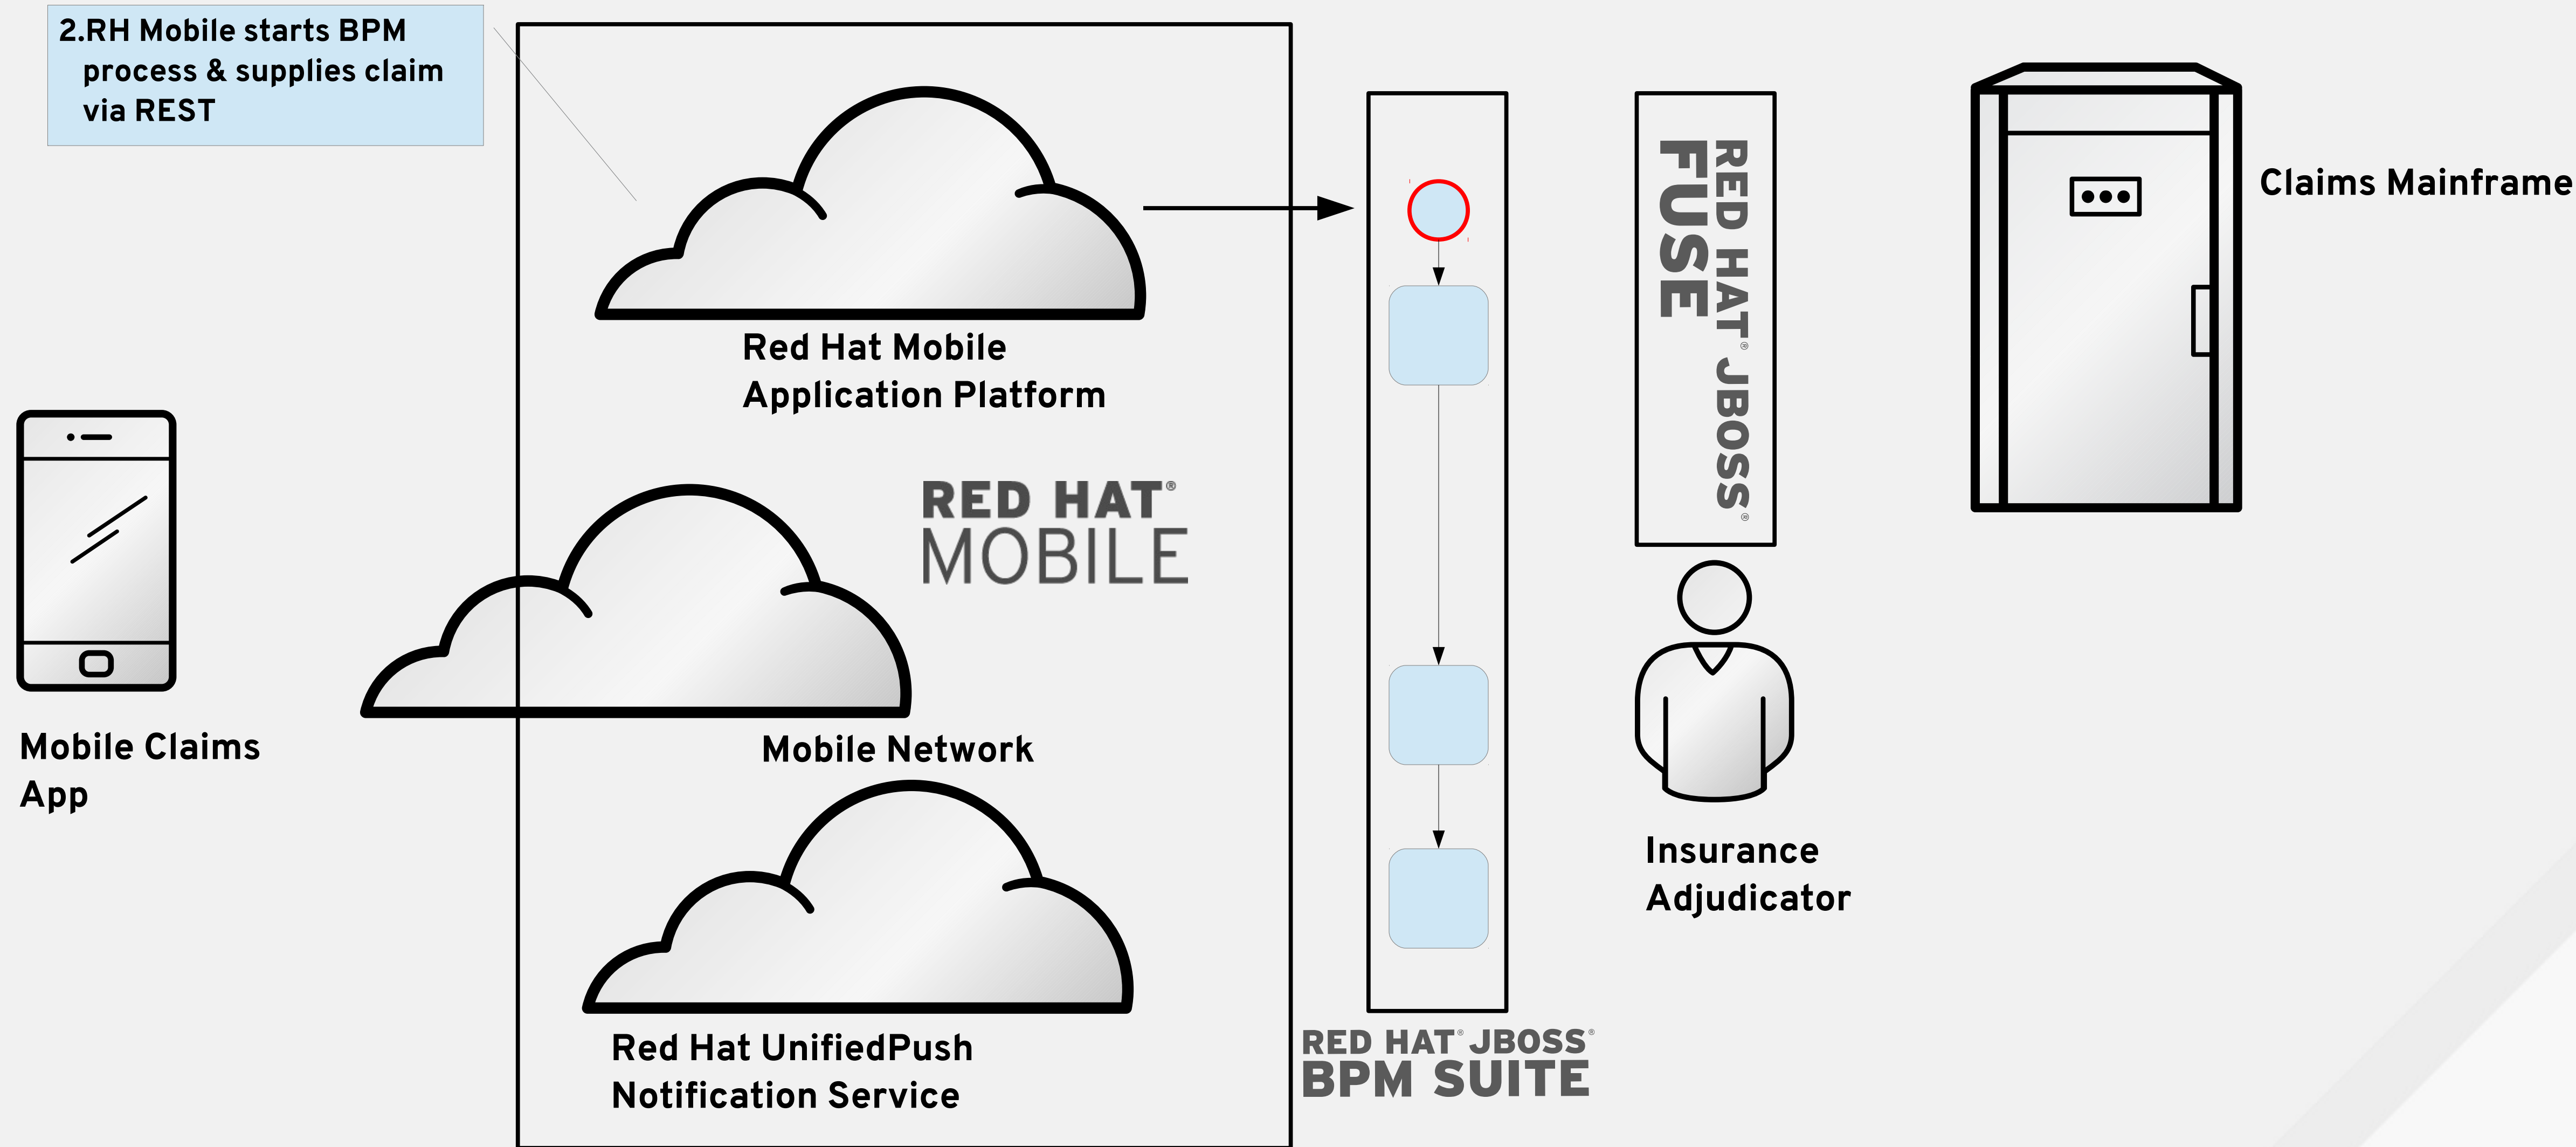 2.RH Mobile starts BPM
process & supplies claim
via REST
Red Hat Mobile
Application Platform
RED HAT®
MOBILE
Mobile Network
Red Hat UnifiedPush
Notification Service
Mobile Claims
App
RED HAT® JBOSS®
FUSE
Claims Mainframe
Insurance
Adjudicator
RED HAT® JBOSS®
BPM SUITE